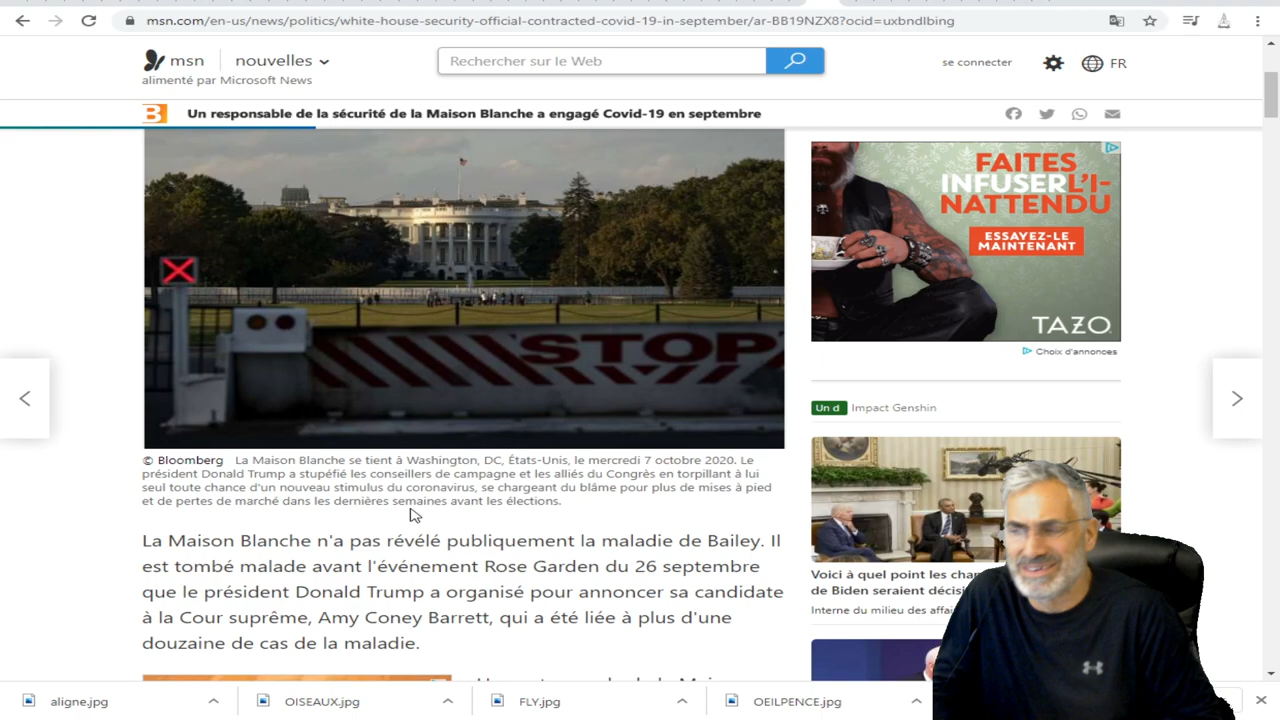 msn.com/en-us/news/politics/white-house-security-official-contracted-covid-19-in-september/ar-BB19NZX8?ocid=uxbndlbing
msn
nouvelles
Rechercher sur le Web
se connecter
FR
alimenté par Microsoft News
B
Un responsable de la sécurité de la Maison Blanche a engagé Covid-19 en septembre
STOP
FAITES
INFUSER L'I-
NATTENDU
ESSAYEZ-LE
MAINTENANT
TAZO
Choix d'annonces
Un d
Impact Genshin
© Bloomberg La Maison Blanche se tient à Washington, DC, États-Unis, le mercredi 7 octobre 2020. Le
président Donald Trump a stupéfié les conseillers de campagne et les alliés du Congrès en torpillant à lui
seul toute chance d'un nouveau stimulus du coronavirus, se chargeant du blâme pour plus de mises à pied
et de pertes de marché dans les dernières semaines avant les élections.
La Maison Blanche n'a pas révélé publiquement la maladie de Bailey. Il
est tombé malade avant l'événement Rose Garden du 26 septembre
que le président Donald Trump a organisé pour annoncer sa candidate
à la Cour suprême, Amy Coney Barrett, qui a été liée à plus d'une
douzaine de cas de la maladie.
Voici à quel point les
de Biden seraient
Interne du milieu des
aligne.jpg
OISEAUX.jpg
FLY.jpg
OEILPENCE.jpg